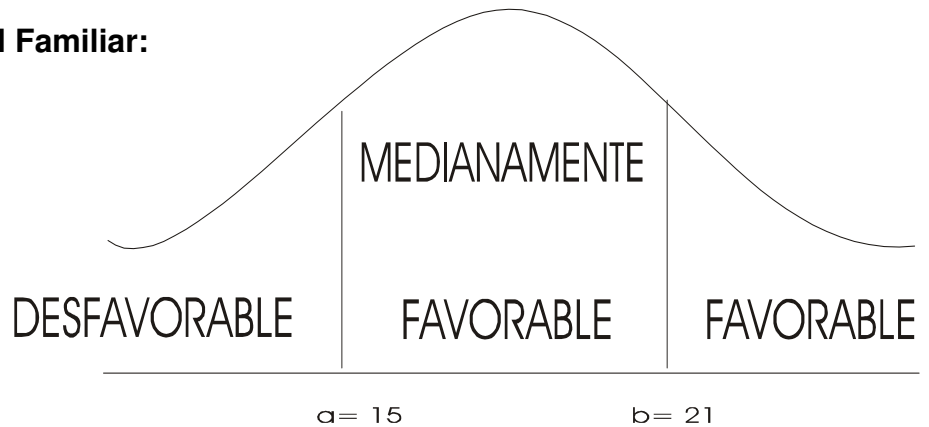 Familiar:
MEDIANAMENTE
DESFAVORABLE FAVORABLE FAVORABLE
a= 15 b= 21